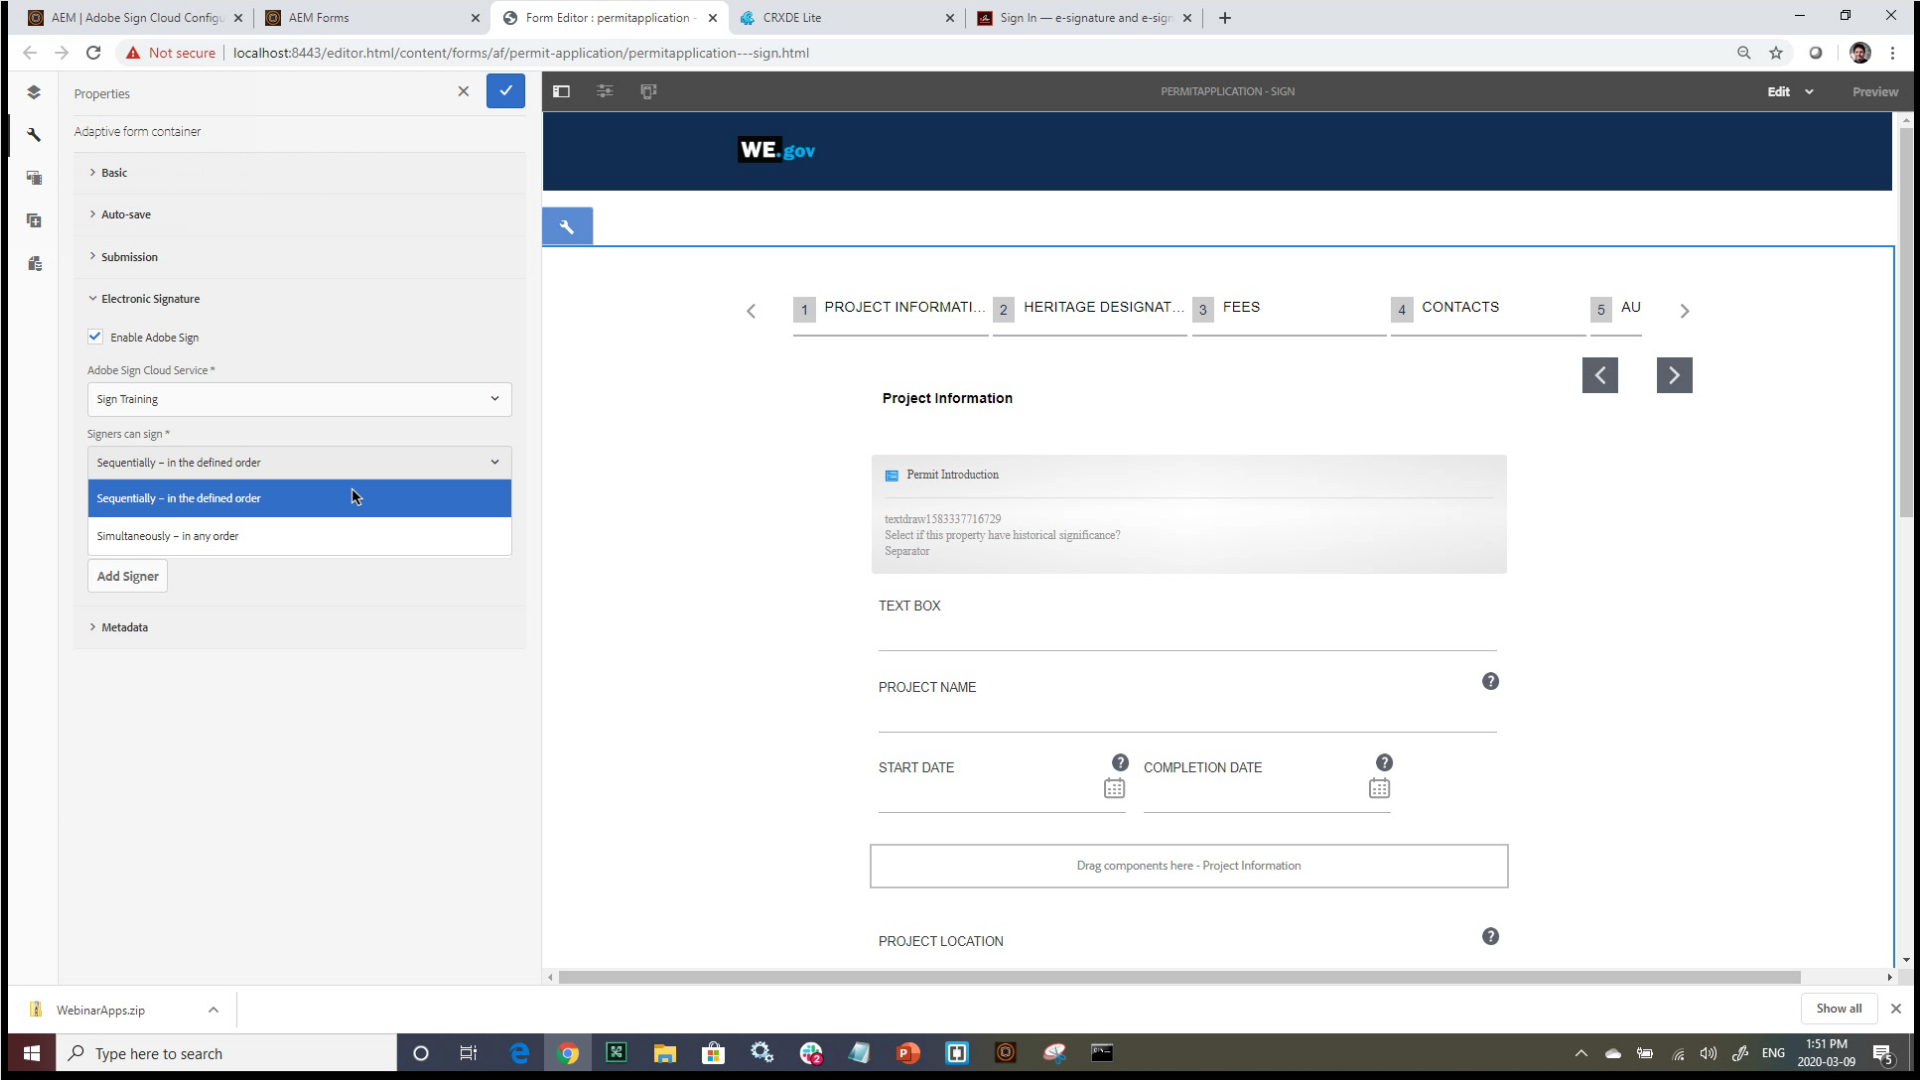 AEM | Adobe Sign Cloud Configu
AEM Forms
Form Editor : permitapplication -
CRXDE Lite
Sign In — e-signature and e-sign
Not secure
localhost:8443/editor.html/content/forms/af/permit-application/permitapplication---sign.html
Properties
PERMITAPPLICATION - SIGN
Edit
Preview
Adaptive form container
Basic
Auto-save
Submission
Electronic Signature
Enable Adobe Sign
Adobe Sign Cloud Service *
Sign Training
Signers can sign *
Sequentially – in the defined order
Sequentially – in the defined order
Simultaneously – in any order
Add Signer
Metadata
WE.gov
1 PROJECT INFORMATI...
2 HERITAGE DESIGNAT...
3 FEES
4 CONTACTS
5 AU
Project Information
Permit Introduction
textdraw1583337716729
Select if this property have historical significance?
Separator
TEXT BOX
PROJECT NAME
?
START DATE
?
COMPLETION DATE
?
Drag components here - Project Information
PROJECT LOCATION
?
WebinarApps.zip
Show all
Type here to search
2
ENG
1:51 PM
2020-03-09
5